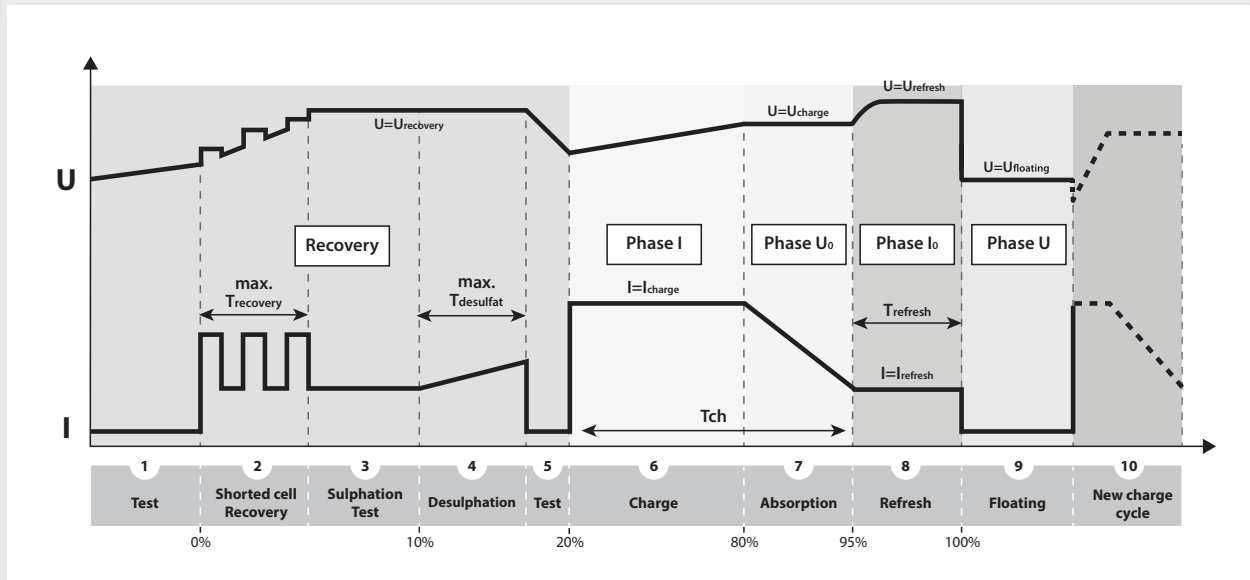 U=Urefresh
U=Ucharge
U=Urecovery
U=Ufloating
U
Recovery
Phase I
Phase U0
Phase I0
Phase U
max.
Trecovery
max.
Tdesulfat
I=Icharge
Trefresh
I=Irefresh
Tch
I
1
2
3
4
5
6
7
8
9
10
Test
Shorted cell
Recovery
Sulphation
Test
Desulphation
Test
Charge
Absorption
Refresh
Floating
New charge
cycle
0%
10%
20%
80%
95%
100%